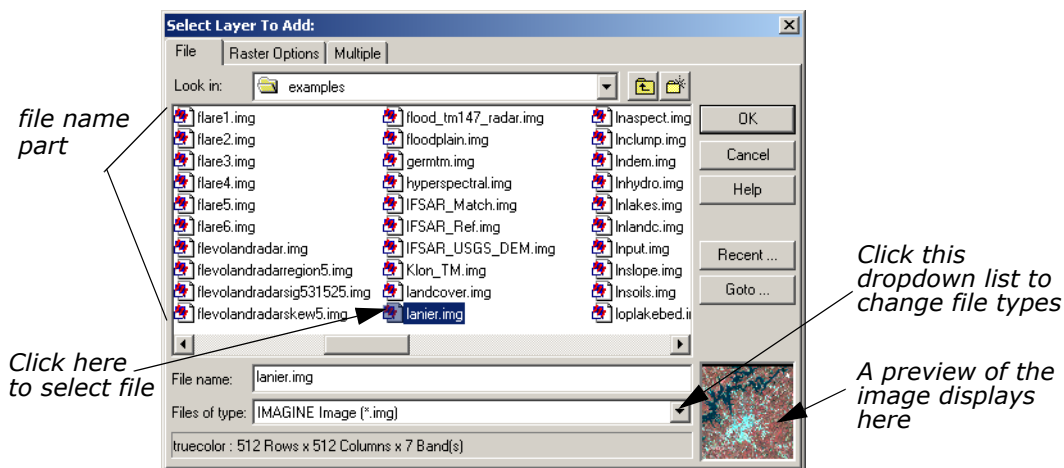 Select Layer To Add:
File
Raster Options
Multiple
Look in:
examples
file name
part
flare1.img
flare2.img
flare3.img
flare4.img
flare5.img
flare6.img
flevolandradar.img
flevolandradarregion5.img
flevolandradarsig531525.img
flevolandradarskew5.img
flood_tm147_radar.img
floodplain.img
germtm.img
hyperspectral.img
IFSAR_Match.img
IFSAR_Ref.img
IFSAR_USGS_DEM.img
Klon_TM.img
landcover.img
lanier.img
lnaspect.img
lnclump.img
lndem.img
lnhydro.img
lnlakes.img
lnlandc.img
lnput.img
lnslope.img
lnsoils.img
loplakebed.i
OK
Cancel
Help
Recent ...
Goto ...
Click this
dropdown list to
change file types
Click here
to select file
File name:
lanier.img
Files of type:
IMAGINE Image (*.img)
truecolor : 512 Rows x 512 Columns x 7 Band(s)
A preview of the
image displays
here